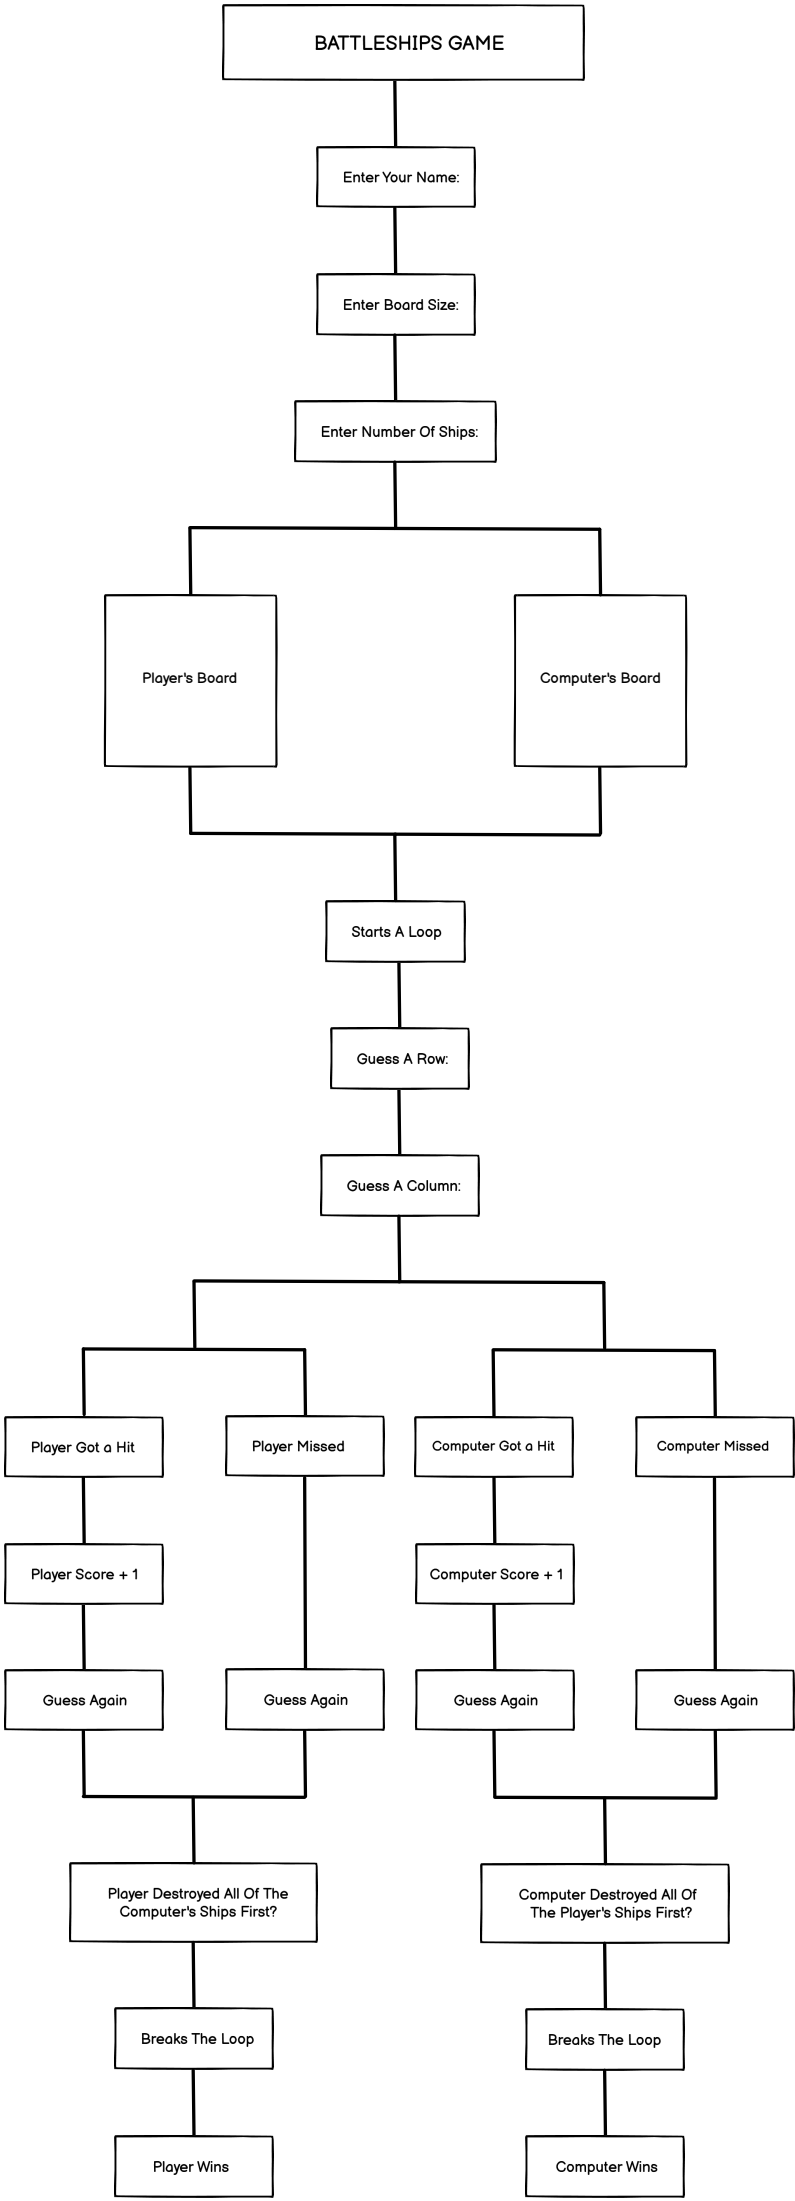 BATTLESHIPS GAME
Enter Your Name:
Enter Board Size:
Enter Number Of Ships:
Player's Board
Computer's Board
Starts A Loop
Guess A Row:
Guess A Column:
Player Got a Hit
Player Missed
Computer Got a Hit
Computer Missed
Player Score + 1
Computer Score + 1
Guess Again
Guess Again
Guess Again
Guess Again
Player Destroyed All Of The
Computer's Ships First?
Computer Destroyed All Of
The Player's Ships First?
Breaks The Loop
Breaks The Loop
Player Wins
Computer Wins